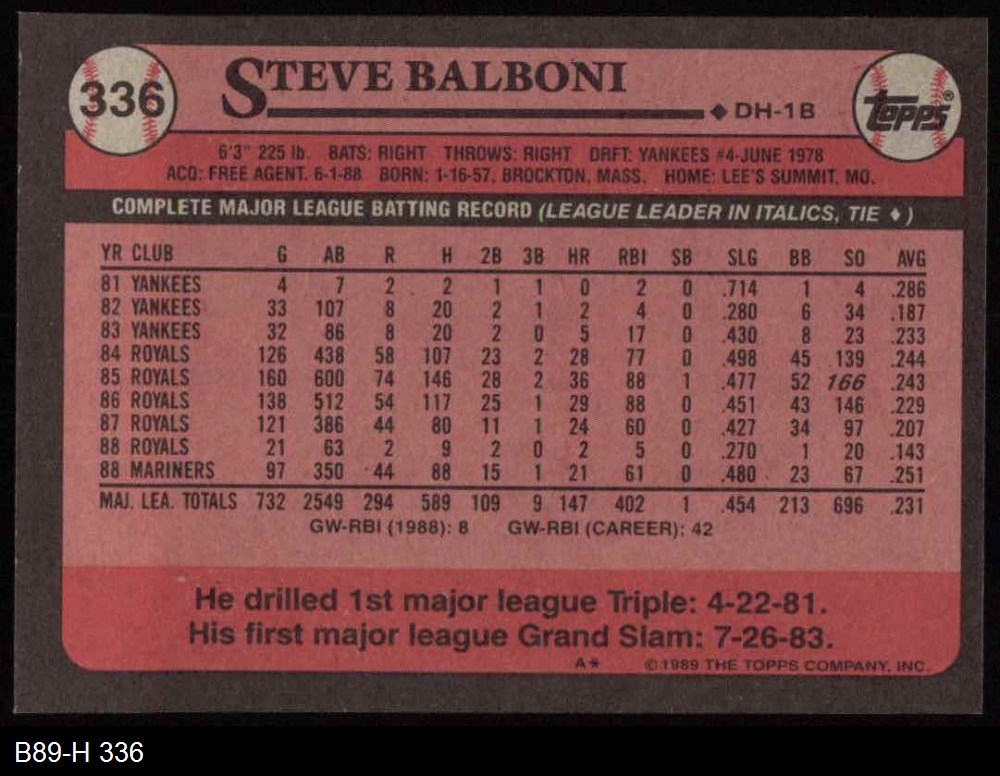 336
STEVE BALBONI
◆ DH-1B
TOPPS®
6'3" 225 lb. BATS: RIGHT THROWS: RIGHT DRFT: YANKEES #4-JUNE 1978
ACQ: FREE AGENT, 6-1-88 BORN: 1-16-57, BROCKTON, MASS. HOME: LEE'S SUMMIT, MO.
COMPLETE MAJOR LEAGUE BATTING RECORD (LEAGUE LEADER IN ITALICS, TIE ♦)
YR CLUB G AB R H 2B 3B HR RBI SB SLG BB SO AVG
81 YANKEES 4 7 2 2 1 1 0 2 0 .714 1 4 .286
82 YANKEES 33 107 8 20 2 1 2 4 0 .280 6 34 .187
83 YANKEES 32 86 8 20 2 0 5 17 0 .430 8 23 .233
84 ROYALS 126 438 58 107 23 2 28 77 0 .498 45 139 .244
85 ROYALS 160 600 74 146 28 2 36 88 1 .477 52 166 .243
86 ROYALS 138 512 54 117 25 1 29 88 0 .451 43 146 .229
87 ROYALS 121 386 44 80 11 1 24 60 0 .427 34 97 .207
88 ROYALS 21 63 2 9 2 0 2 5 0 .270 1 20 .143
88 MARINERS 97 350 44 88 15 1 21 61 0 .480 23 67 .251
MAJ. LEA. TOTALS 732 2549 294 589 109 9 147 402 1 .454 213 696 .231
GW-RBI (1988): 8 GW-RBI (CAREER): 42
He drilled 1st major league Triple: 4-22-81.
His first major league Grand Slam: 7-26-83.
A* © 1989 THE TOPPS COMPANY, INC.
B89-H 336